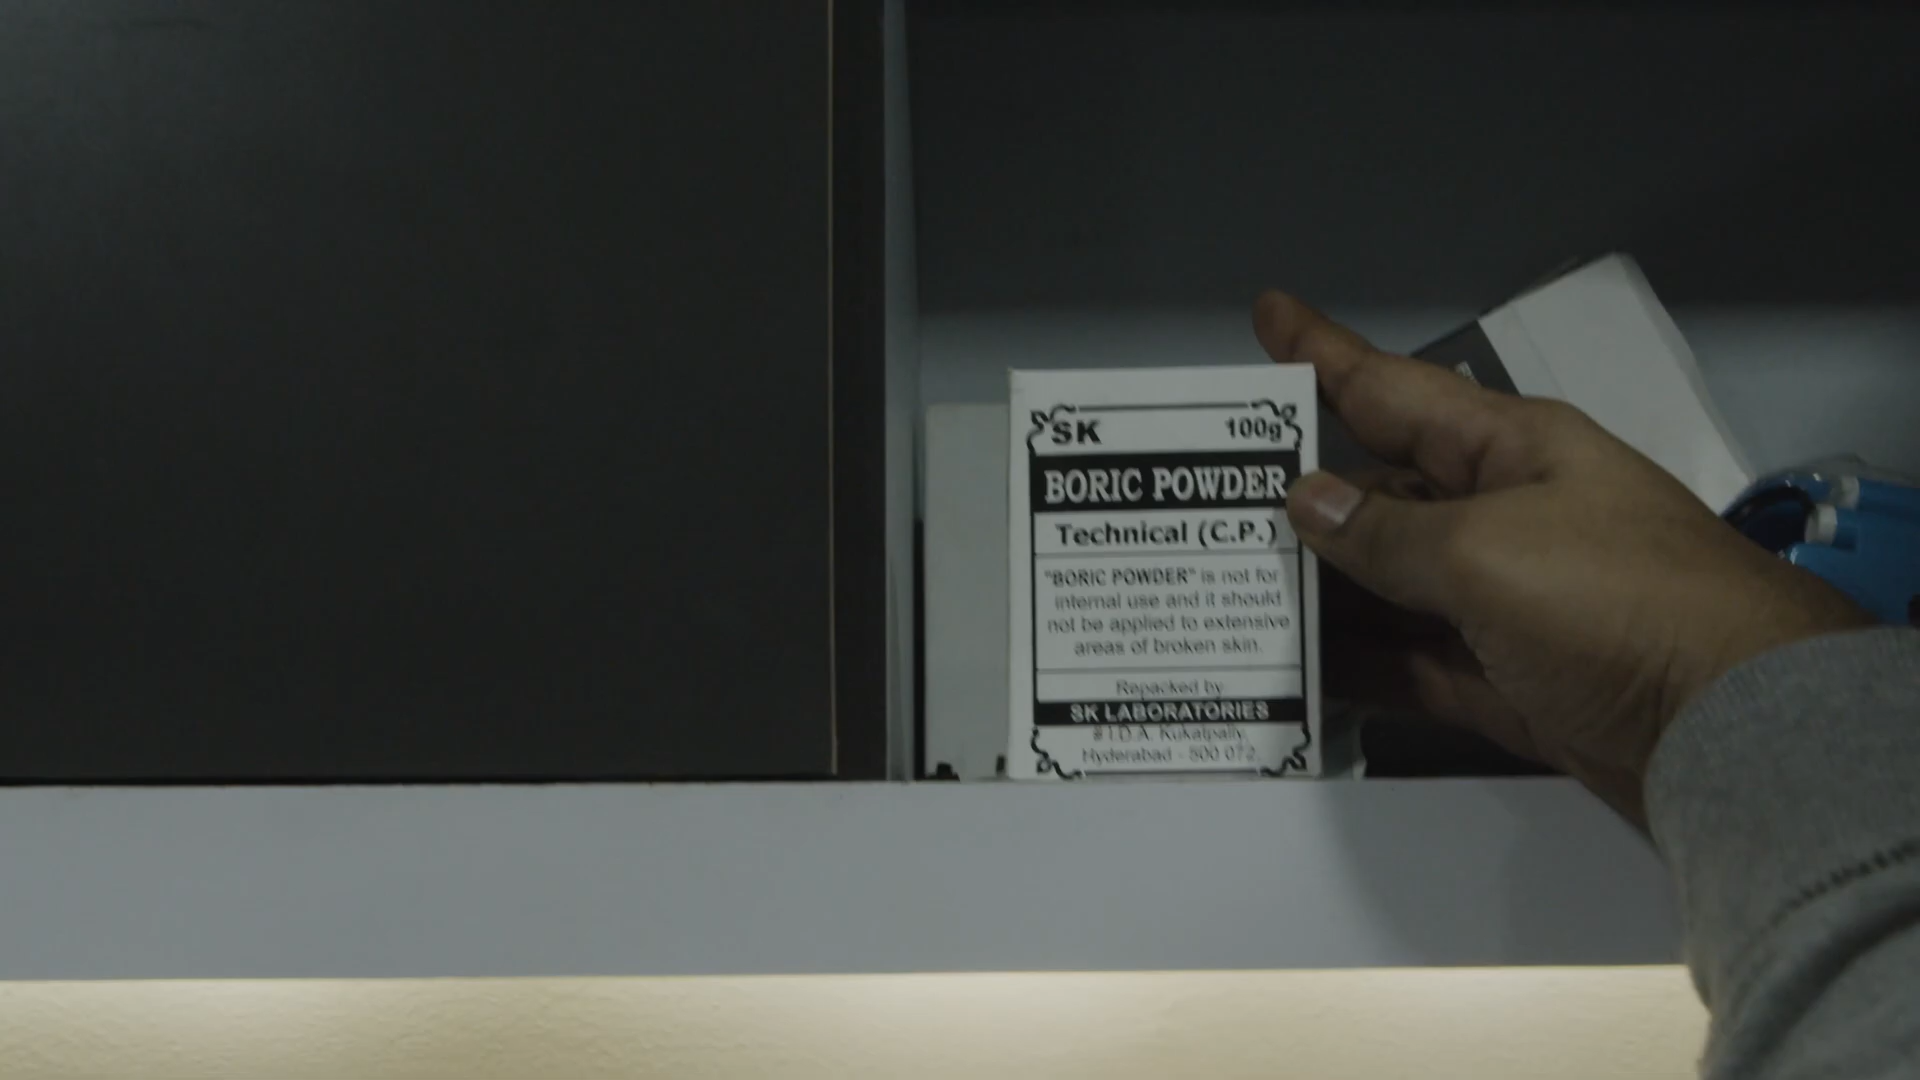 SK 100g
BORIC POWDER
Technical (C.P.)
"BORIC POWDER" is not for
internal use and it should
not be applied to extensive
areas of broken skin.
Repacked by
SK LABORATORIES
# I.D.A. Kukatpally,
Hyderabad - 500 072.